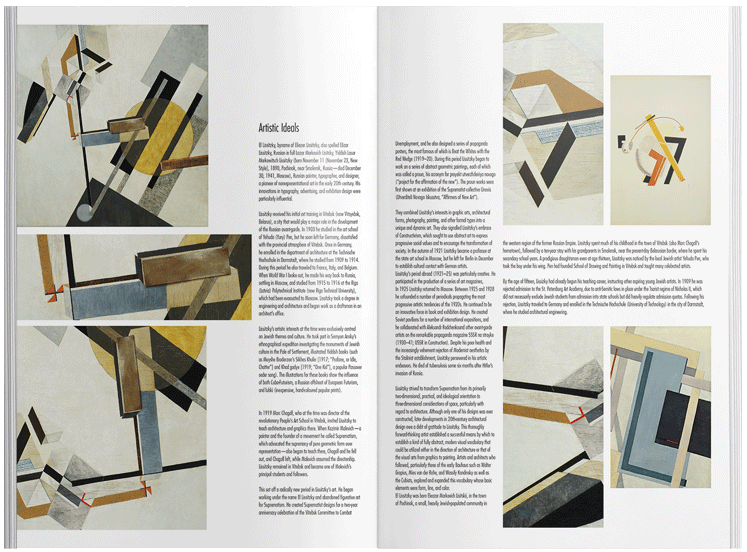 Artistic Ideals
El Lissitzky, byname of Eliezer Lissitzky, also spelled Eliezer
Lissitzky, Russian in full Lazar Markovich Lisitsky, Yiddish Lasar
Markowitsch Lissitzky (born November 11 (November 23, New
Style), 1890, Pochinok, near Smolensk, Russia—died December
30, 1941, Moscow), Russian painter, typographer, and designer,
a pioneer of nonrepresentational art in the early 20th century. His
innovations in typography, advertising, and exhibition design were
particularly influential.
Lissitzky received his initial art training in Vitebsk (now Vitsyebsk,
Belarus), a city that would play a major role in the development
of the Russian avant-garde. In 1903 he studied in the art school
of Yehuda (Yury) Pen, but he soon left for Germany, dissatisfied
with the provincial atmosphere of Vitebsk. Once in Germany,
he enrolled in the department of architecture at the Technische
Hochschule in Darmstadt, where he studied from 1909 to 1914.
During this period he also traveled to France, Italy, and Belgium.
When World War I broke out, he made his way back to Russia,
settling in Moscow, and studied from 1915 to 1916 at the Riga
Polytechnical Institute (now Riga Technical University),
which had been evacuated to Moscow. Lissitzky took a degree in
engineering and architecture and began work as a draftsman in an
architect's office.
Lissitzky's artistic interests at the time were exclusively centred
on Jewish themes and culture. He took part in Semyon Ansky's
ethnographical expedition investigating the monuments of Jewish
culture in the Pale of Settlement, illustrated Yiddish books (such
as Moyshe Broderzon's Sikhes Khulin [1917; "Profane, or Idle,
Chatter"] and Khad gadya [1919; "One Kid"], a popular Passover
seder song). The illustrations for these books show the influence
of both Cubo-Futurism, a Russian offshoot of European Futurism,
and lubki (inexpensive, hand-coloured popular prints).
In 1919 Marc Chagall, who at the time was director of the
revolutionary People's Art School in Vitebsk, invited Lissitzky to
teach architecture and graphics there. When Kazimir Malevich—a
painter and the founder of a movement he called Suprematism,
which advocated the supremacy of pure geometric form over
representation—also began to teach there, Chagall and he fell
out, and Chagall left, while Malevich assumed the directorship.
Lissitzky remained in Vitebsk and became one of Malevich's
principal students and followers.
This set off a radically new period in Lissitzky's art. He began
working under the name El Lissitzky and abandoned figurative art
for Suprematism. He created Suprematist designs for a two-year
anniversary celebration of the Vitebsk Committee to Combat
Unemployment, and he also designed a series of propaganda
posters, the most famous of which is Beat the Whites with the
Red Wedge (1919–20). During this period Lissitzky began to
work on a series of abstract geometric paintings, each of which
was called a proun, his acronym for proyekt utverzhdeniya novogo
("project for the affirmation of the new"). The proun works were
first shown at an exhibition of the Suprematist collective Unovis
(Utverditeli Novogo Iskusstva, "Affirmers of New Art").
They combined Lissitzky's interests in graphic arts, architectural
forms, photography, painting, and other formal types into a
unique and dynamic art. They also signalled Lissitzky's embrace
of Constructivism, which sought to use abstract art to express
progressive social values and to encourage the transformation of
society. In the autumn of 1921 Lissitzky became a professor at
the state art school in Moscow, but he left for Berlin in December
to establish cultural contact with German artists.
Lissitzky's period abroad (1921–25) was particularly creative. He
participated in the production of a series of art magazines,
In 1925 Lissitzky returned to Moscow. Between 1925 and 1928
he cofounded a number of periodicals propagating the most
progressive artistic tendencies of the 1920s. He continued to be
an innovative force in book and exhibition design. He created
Soviet pavilions for a number of international expositions, and
he collaborated with Aleksandr Rodchenko and other avant-garde
artists on the remarkable propaganda magazine SSSR na stroyke
(1930–41; USSR in Construction). Despite his poor health and
the increasingly vehement rejection of Modernist aesthetics by
the Stalinist establishment, Lissitzky persevered in his artistic
endeavors. He died of tuberculosis some six months after Hitler's
invasion of Russia.
Lissitzky strived to transform Suprematism from its primarily
two-dimensional, practical, and ideological orientation to
three-dimensional considerations of space, particularly with
regard to architecture. Although only one of his designs was ever
constructed, later developments in 20th-century architectural
design owe a debt of gratitude to Lissitzky. This thoroughly
forward-thinking artist established a successful means by which to
establish a kind of fully abstract, modern visual vocabulary that
could be utilized either in the direction of architecture or that of
the visual arts from graphics to painting. Artists and architects who
followed, particularly those of the early Bauhaus such as Walter
Gropius, Mies van der Rohe, and Wassily Kandinsky as well as
the Cubists, explored and expanded this vocabulary whose basic
elements were form, line, and color.
El Lissitzky was born Eliezer Markovich Lisitskii, in the town
of Pochinok, a small, heavily Jewish-populated community in
the western region of the former Russian Empire. Lissitzky spent much of his childhood in the town of Vitebsk (also Marc Chagall's
hometown), followed by a two-year stay with his grandparents in Smolensk, near the present-day Belarusian border, where he spent his
secondary school years. A prodigious draughtsman even at age thirteen, Lissitzky was noticed by the local Jewish artist Yehuda Pen, who
took the boy under his wing. Pen had founded School of Drawing and Painting in Vitebsk and taught many celebrated artists.
By the age of fifteen, Lissitzky had already begun his teaching career, instructing other aspiring young Jewish artists. In 1909 he was
rejected admission to the St. Petersburg Art Academy, due to anti-Semitic laws in place under the Tsarist regime of Nicholas II, which
did not necessarily exclude Jewish students from admission into state schools but did heavily regulate admission quotas. Following his
rejection, Lissitzky traveled to Germany and enrolled in the Technische Hochschule (University of Technology) in the city of Darmstadt,
where he studied architectural engineering.